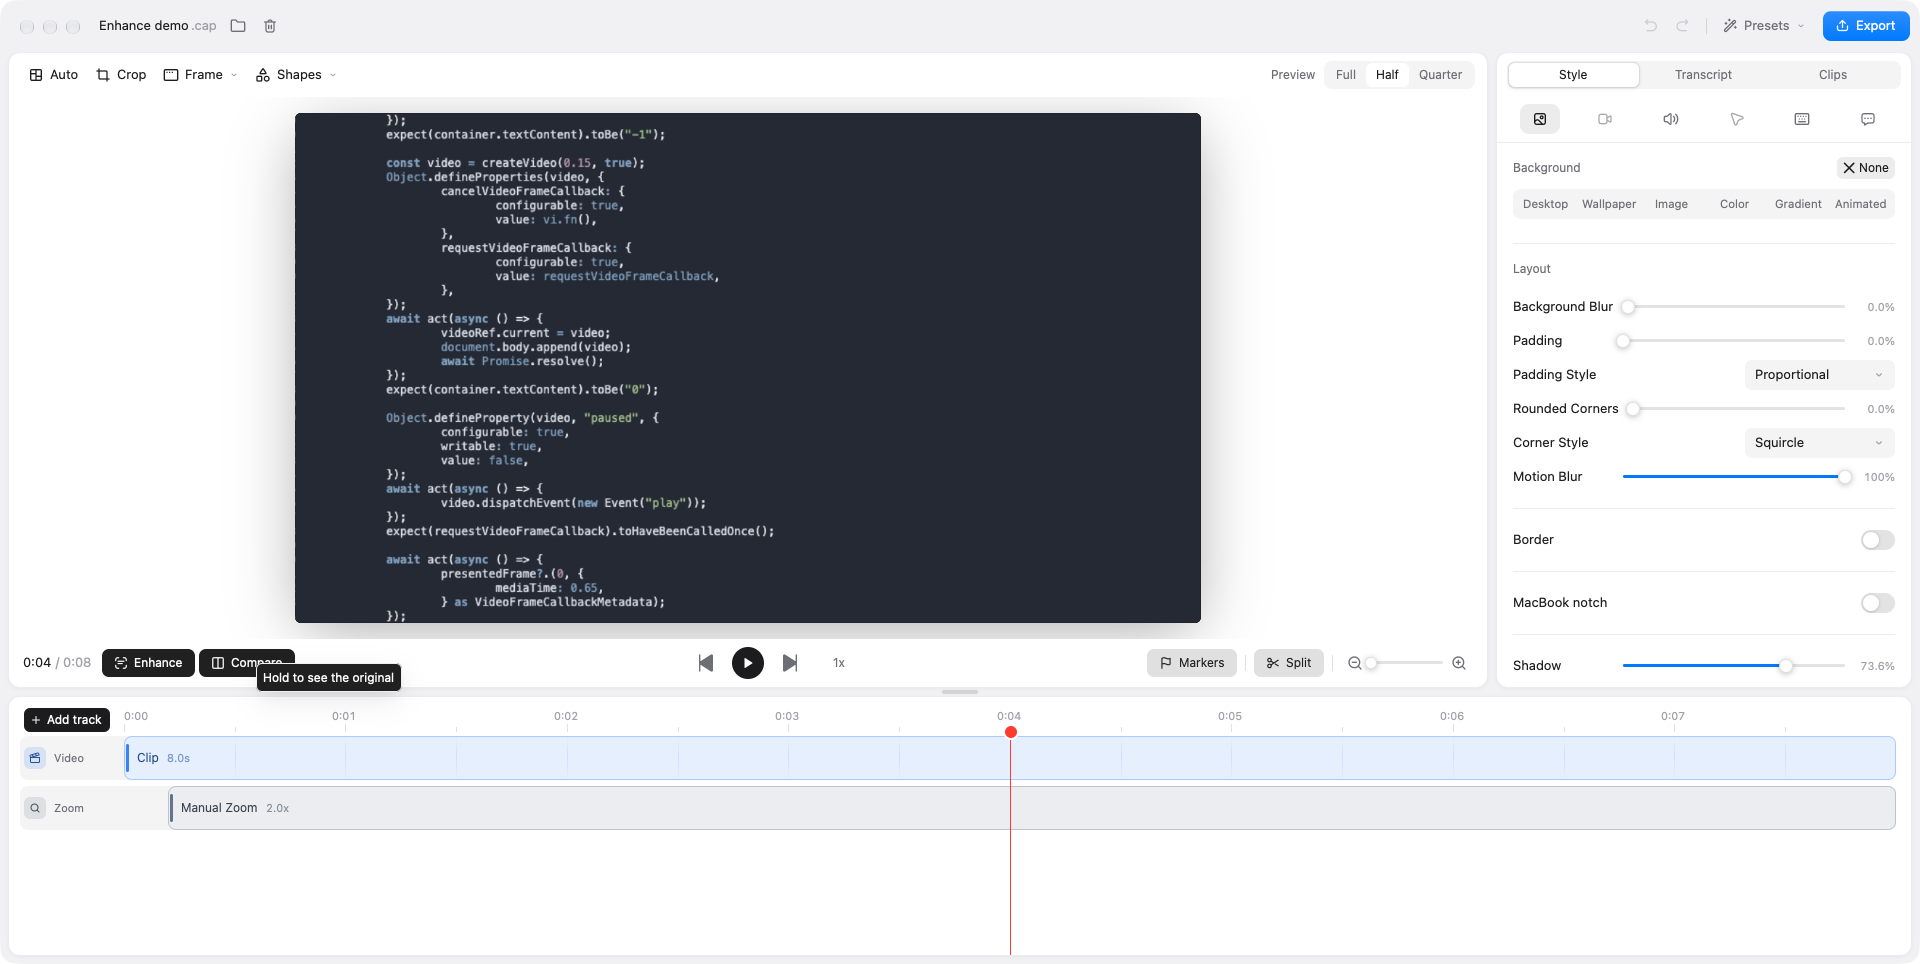 Enhance demo.cap
Presets
Export
Auto
Crop
Frame
Shapes
Preview
Full
Half
Quarter
});
expect(container.textContent).toBe("-1");
const video = createVideo(0.15, true);
Object.defineProperties(video, {
cancelVideoFrameCallback: {
configurable: true,
value: vi.fn(),
},
requestVideoFrameCallback: {
configurable: true,
value: requestVideoFrameCallback,
},
});
await act(async () => {
videoRef.current = video;
document.body.append(video);
await Promise.resolve();
});
expect(container.textContent).toBe("0");
Object.defineProperty(video, "paused", {
configurable: true,
writable: true,
value: false,
});
await act(async () => {
video.dispatchEvent(new Event("play"));
});
expect(requestVideoFrameCallback).toHaveBeenCalledOnce();
await act(async () => {
presentedFrame?.(0, {
mediaTime: 0.65,
} as VideoFrameCallbackMetadata);
});
0:04 / 0:08
Enhance
Compare
Hold to see the original
1x
Markers
Split
Style
Transcript
Clips
Background
None
Desktop
Wallpaper
Image
Color
Gradient
Animated
Layout
Background Blur
0.0%
Padding
0.0%
Padding Style
Proportional
Rounded Corners
0.0%
Corner Style
Squircle
Motion Blur
100%
Border
MacBook notch
Shadow
73.6%
+ Add track
0:00
0:01
0:02
0:03
0:04
0:05
0:06
0:07
Video
Clip 8.0s
Zoom
Manual Zoom 2.0x